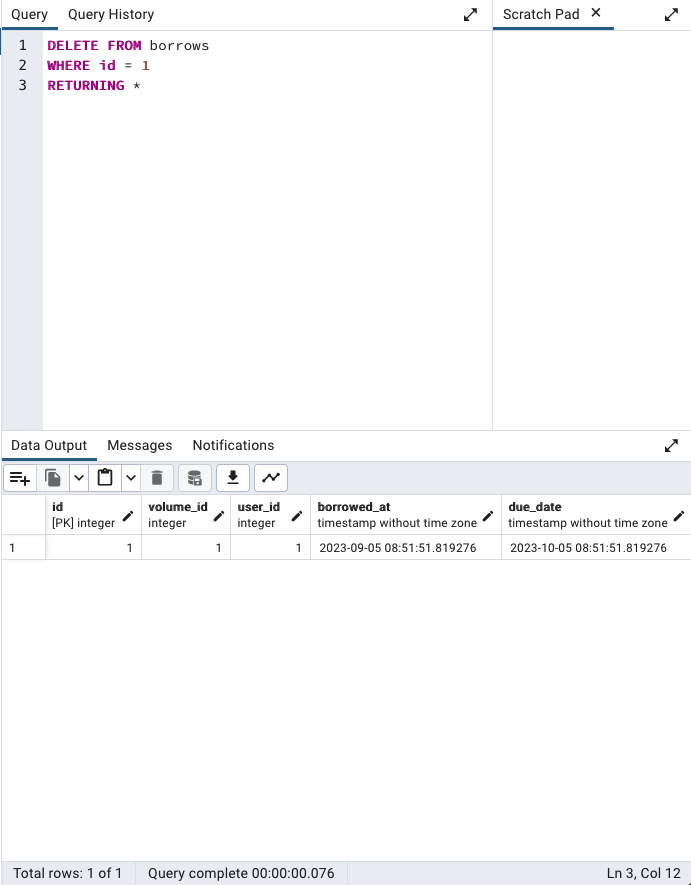 Query Query History Scratch Pad ×
1 DELETE FROM borrows
2 WHERE id = 1
3 RETURNING *
Data Output Messages Notifications
id volume_id user_id borrowed_at due_date
[PK] integer integer integer timestamp without time zone timestamp without time zone
1 1 1 1 2023-09-05 08:51:51.819276 2023-10-05 08:51:51.819276
Total rows: 1 of 1 Query complete 00:00:00.076 Ln 3, Col 12